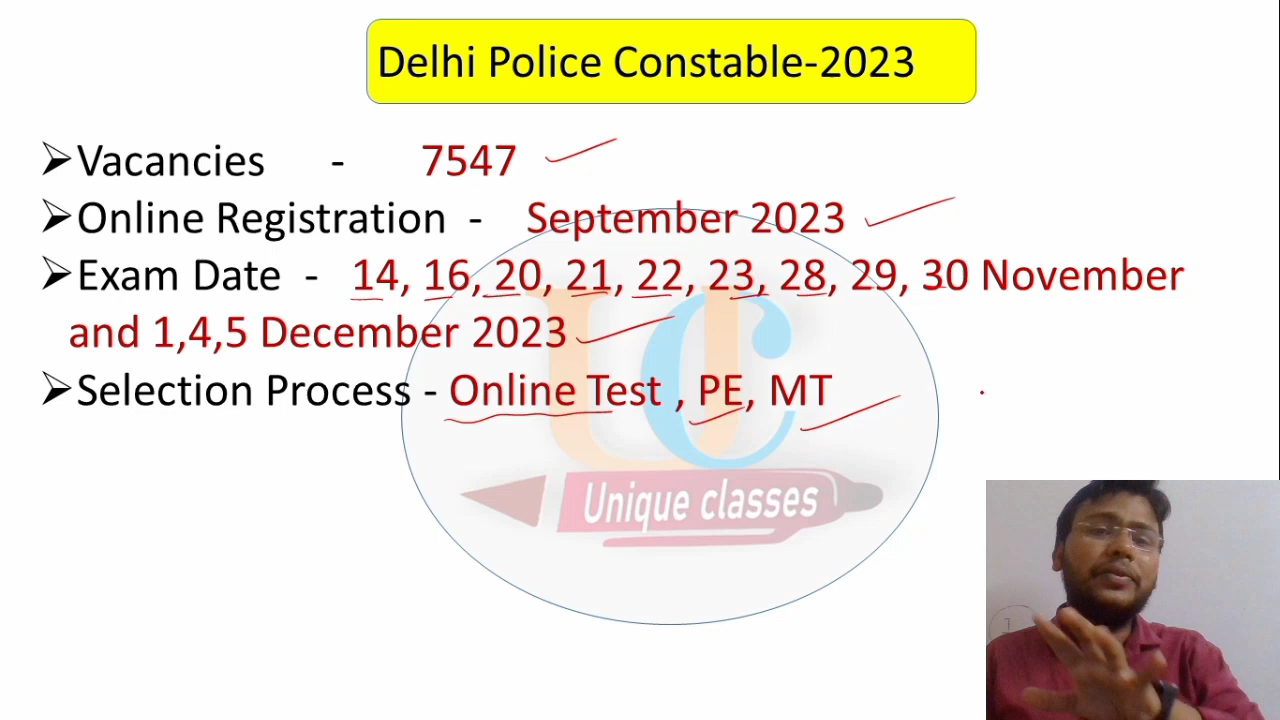 Delhi Police Constable-2023
➢Vacancies - 7547
➢Online Registration - September 2023
➢Exam Date - 14, 16, 20, 21, 22, 23, 28, 29, 30 November
and 1,4,5 December 2023
➢Selection Process - Online Test , PE, MT
UC
Unique classes